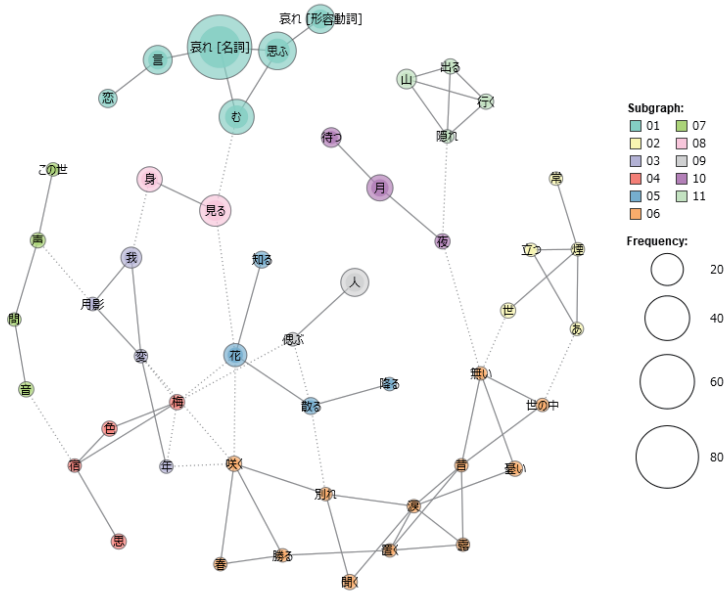 哀れ [形容動詞]
哀れ [名詞]
思ふ
言
恋
む
出る
山
行く
隠れ
待つ
月
夜
この世
身
見る
声
我
知る
月影
人
常
立つ
煙
世
あ
間
変
花
偲ぶ
無い
音
梅
散る
降る
世の中
色
宿
年
咲く
昔
憂い
別れ
涙
思
春
勝る
置く
露
聞く
Subgraph:
01 07
02 08
03 09
04 10
05 11
06
Frequency:
20
40
60
80